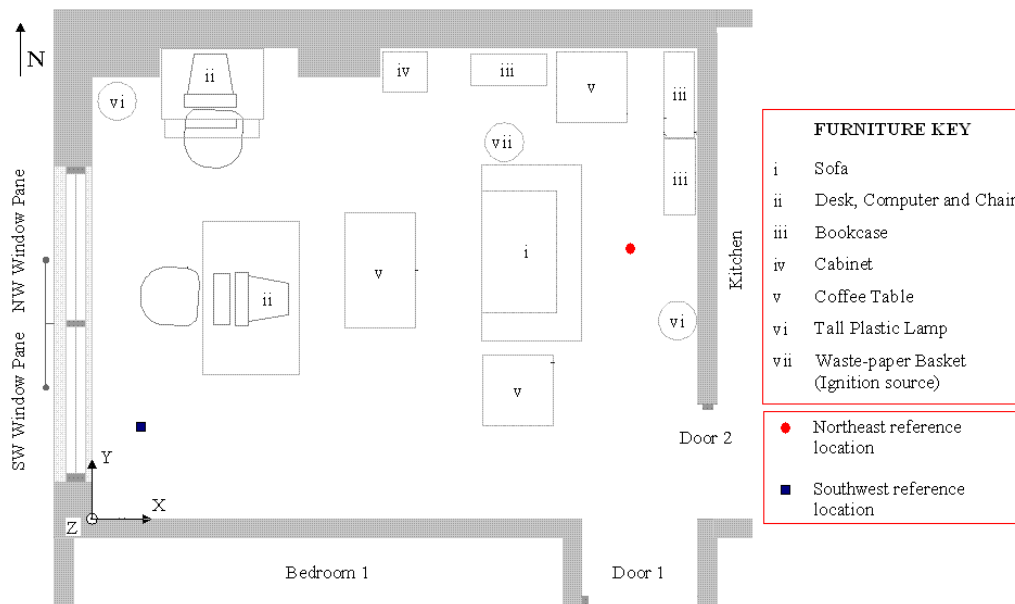 N
NW Window Pane
SW Window Pane
vi
ii
iv
iii
v
iii
vii
iii
i
v
ii
vi
v
Kitchen
Door 2
Y
X
Z
Bedroom 1
Door 1
FURNITURE KEY
i Sofa
ii Desk, Computer and Chair
iii Bookcase
iv Cabinet
v Coffee Table
vi Tall Plastic Lamp
vii Waste-paper Basket
(Ignition source)
Northeast reference
location
Southwest reference
location